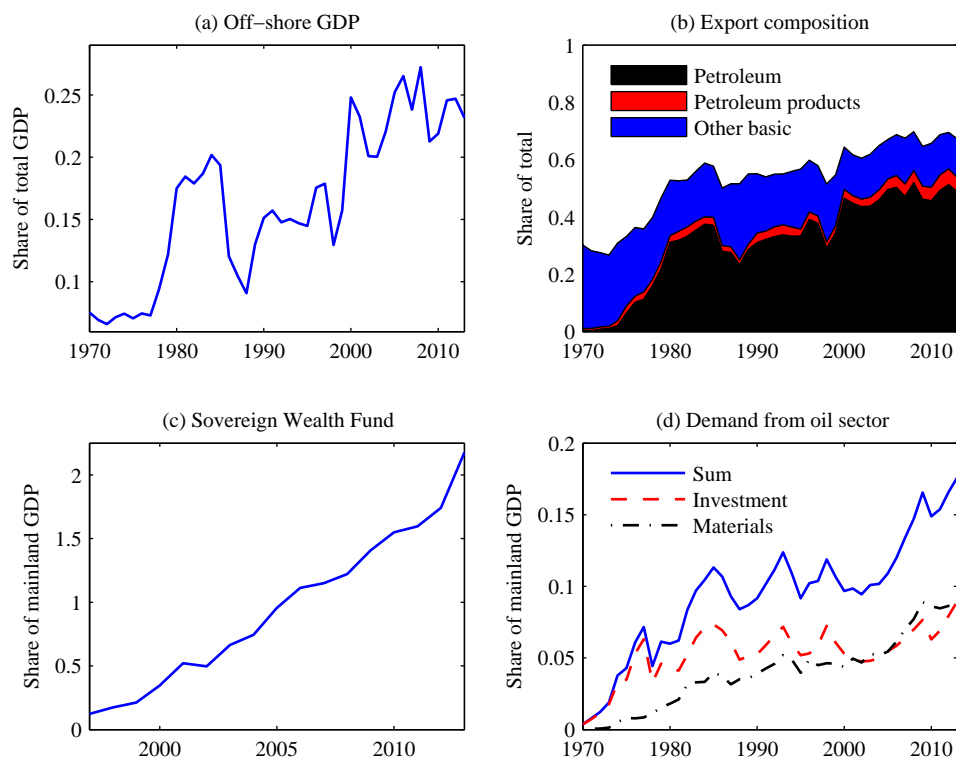 (a) Off−shore GDP
Share of total GDP
0.25
0.2
0.15
0.1
1970 1980 1990 2000 2010
(b) Export composition
Share of total
1
0.8
0.6
0.4
0.2
0
Petroleum
Petroleum products
Other basic
1970 1980 1990 2000 2010
(c) Sovereign Wealth Fund
Share of mainland GDP
2
1.5
1
0.5
0
2000 2005 2010
(d) Demand from oil sector
Share of mainland GDP
0.2
0.15
0.1
0.05
0
Sum
Investment
Materials
1970 1980 1990 2000 2010